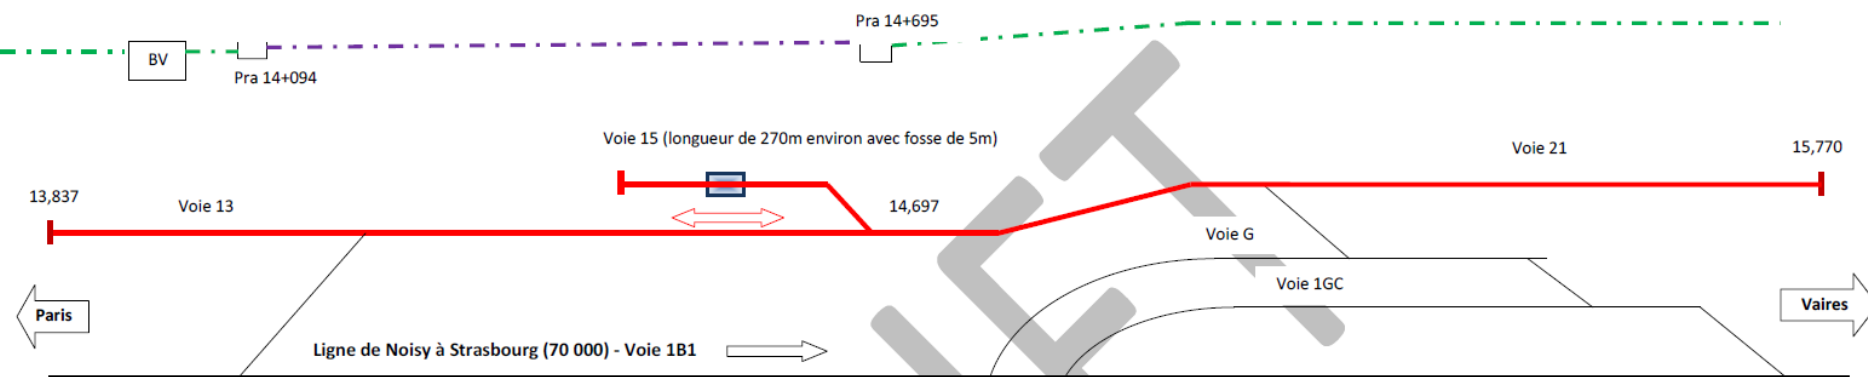 Pra 14+695
BV
Pra 14+094
Voie 15 (longueur de 270m environ avec fosse de 5m)
Voie 21
15,770
13,837
Voie 13
14,697
Voie G
Voie 1GC
Paris
Vaires
Ligne de Noisy à Strasbourg (70 000) - Voie 1B1